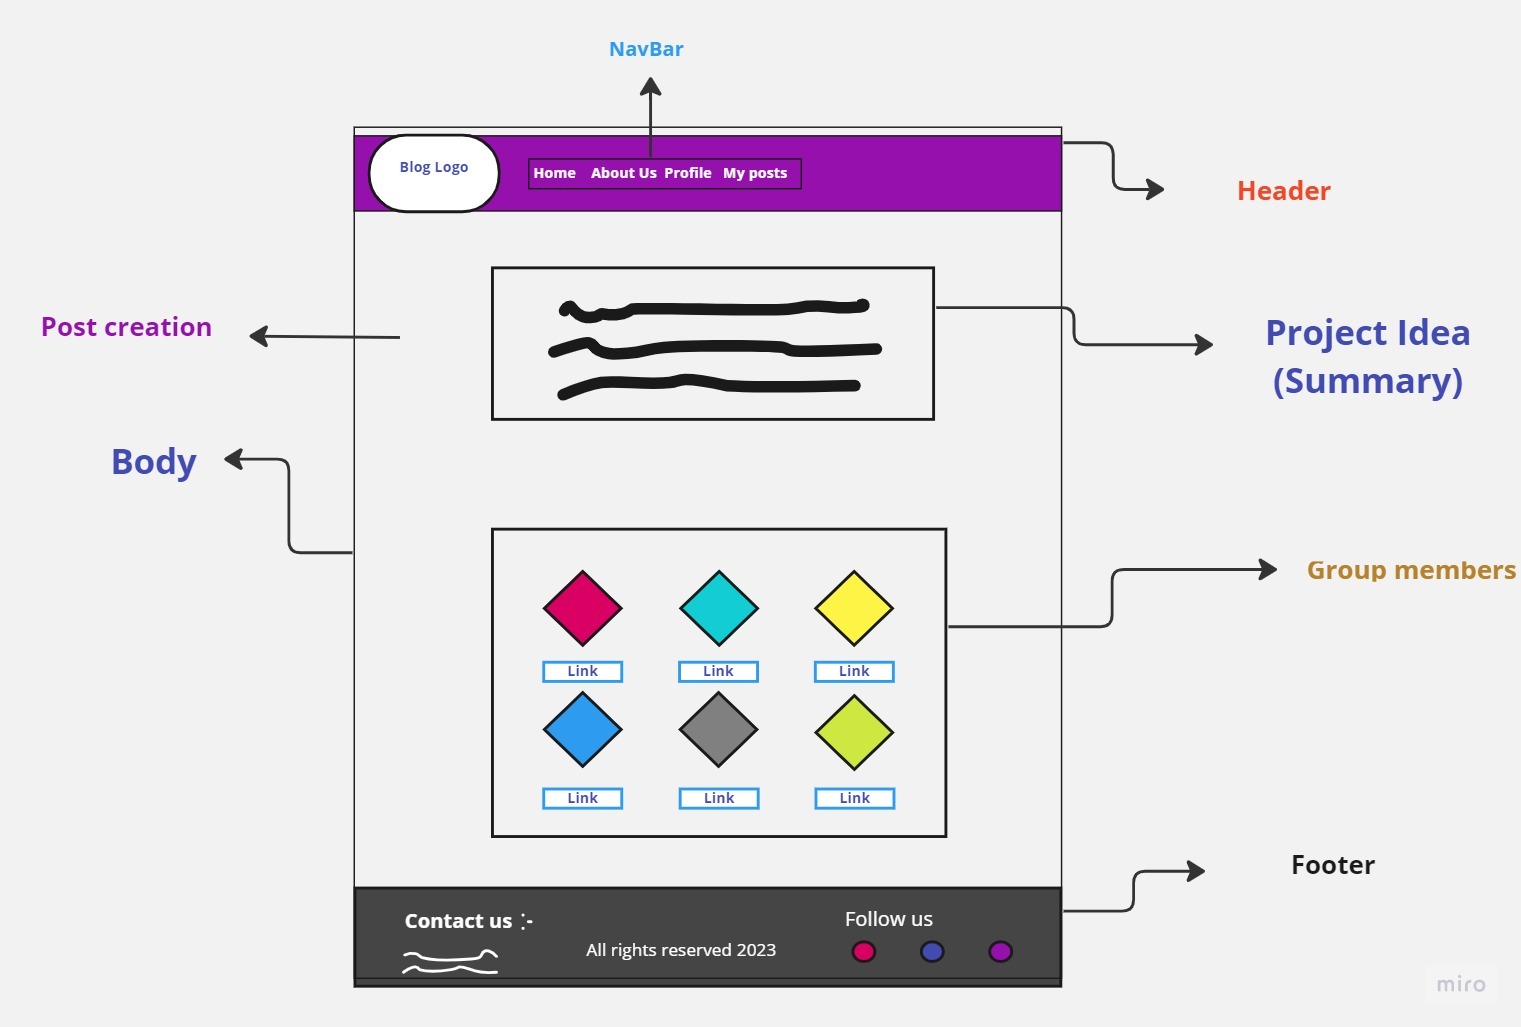 NavBar
Blog Logo
Home About Us Profile My posts
Header
Post creation
Project Idea
(Summary)
Body
Group members
Link Link Link
Link Link Link
Footer
Contact us :-
Follow us
All rights reserved 2023
miro